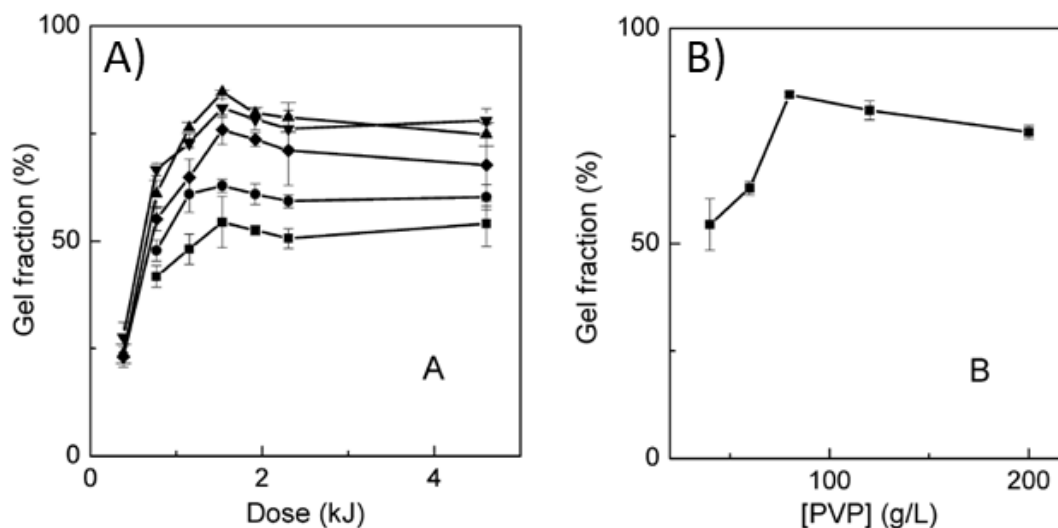 A)
Gel fraction (%)
100
50
0
A
0
2
4
Dose (kJ)
B)
Gel fraction (%)
100
50
0
B
100
200
[PVP] (g/L)